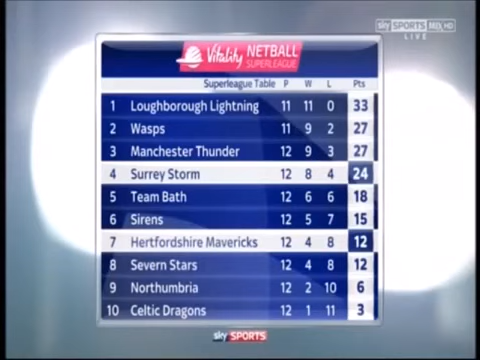 sky SPORTS HD
LIVE
Vitality NETBALL
SUPERLEAGUE
Superleague Table P W L Pts
1 Loughborough Lightning 11 11 0 33
2 Wasps 11 9 2 27
3 Manchester Thunder 12 9 3 27
4 Surrey Storm 12 8 4 24
5 Team Bath 12 6 6 18
6 Sirens 12 5 7 15
7 Hertfordshire Mavericks 12 4 8 12
8 Severn Stars 12 4 8 12
9 Northumbria 12 2 10 6
10 Celtic Dragons 12 1 11 3
sky SPORTS